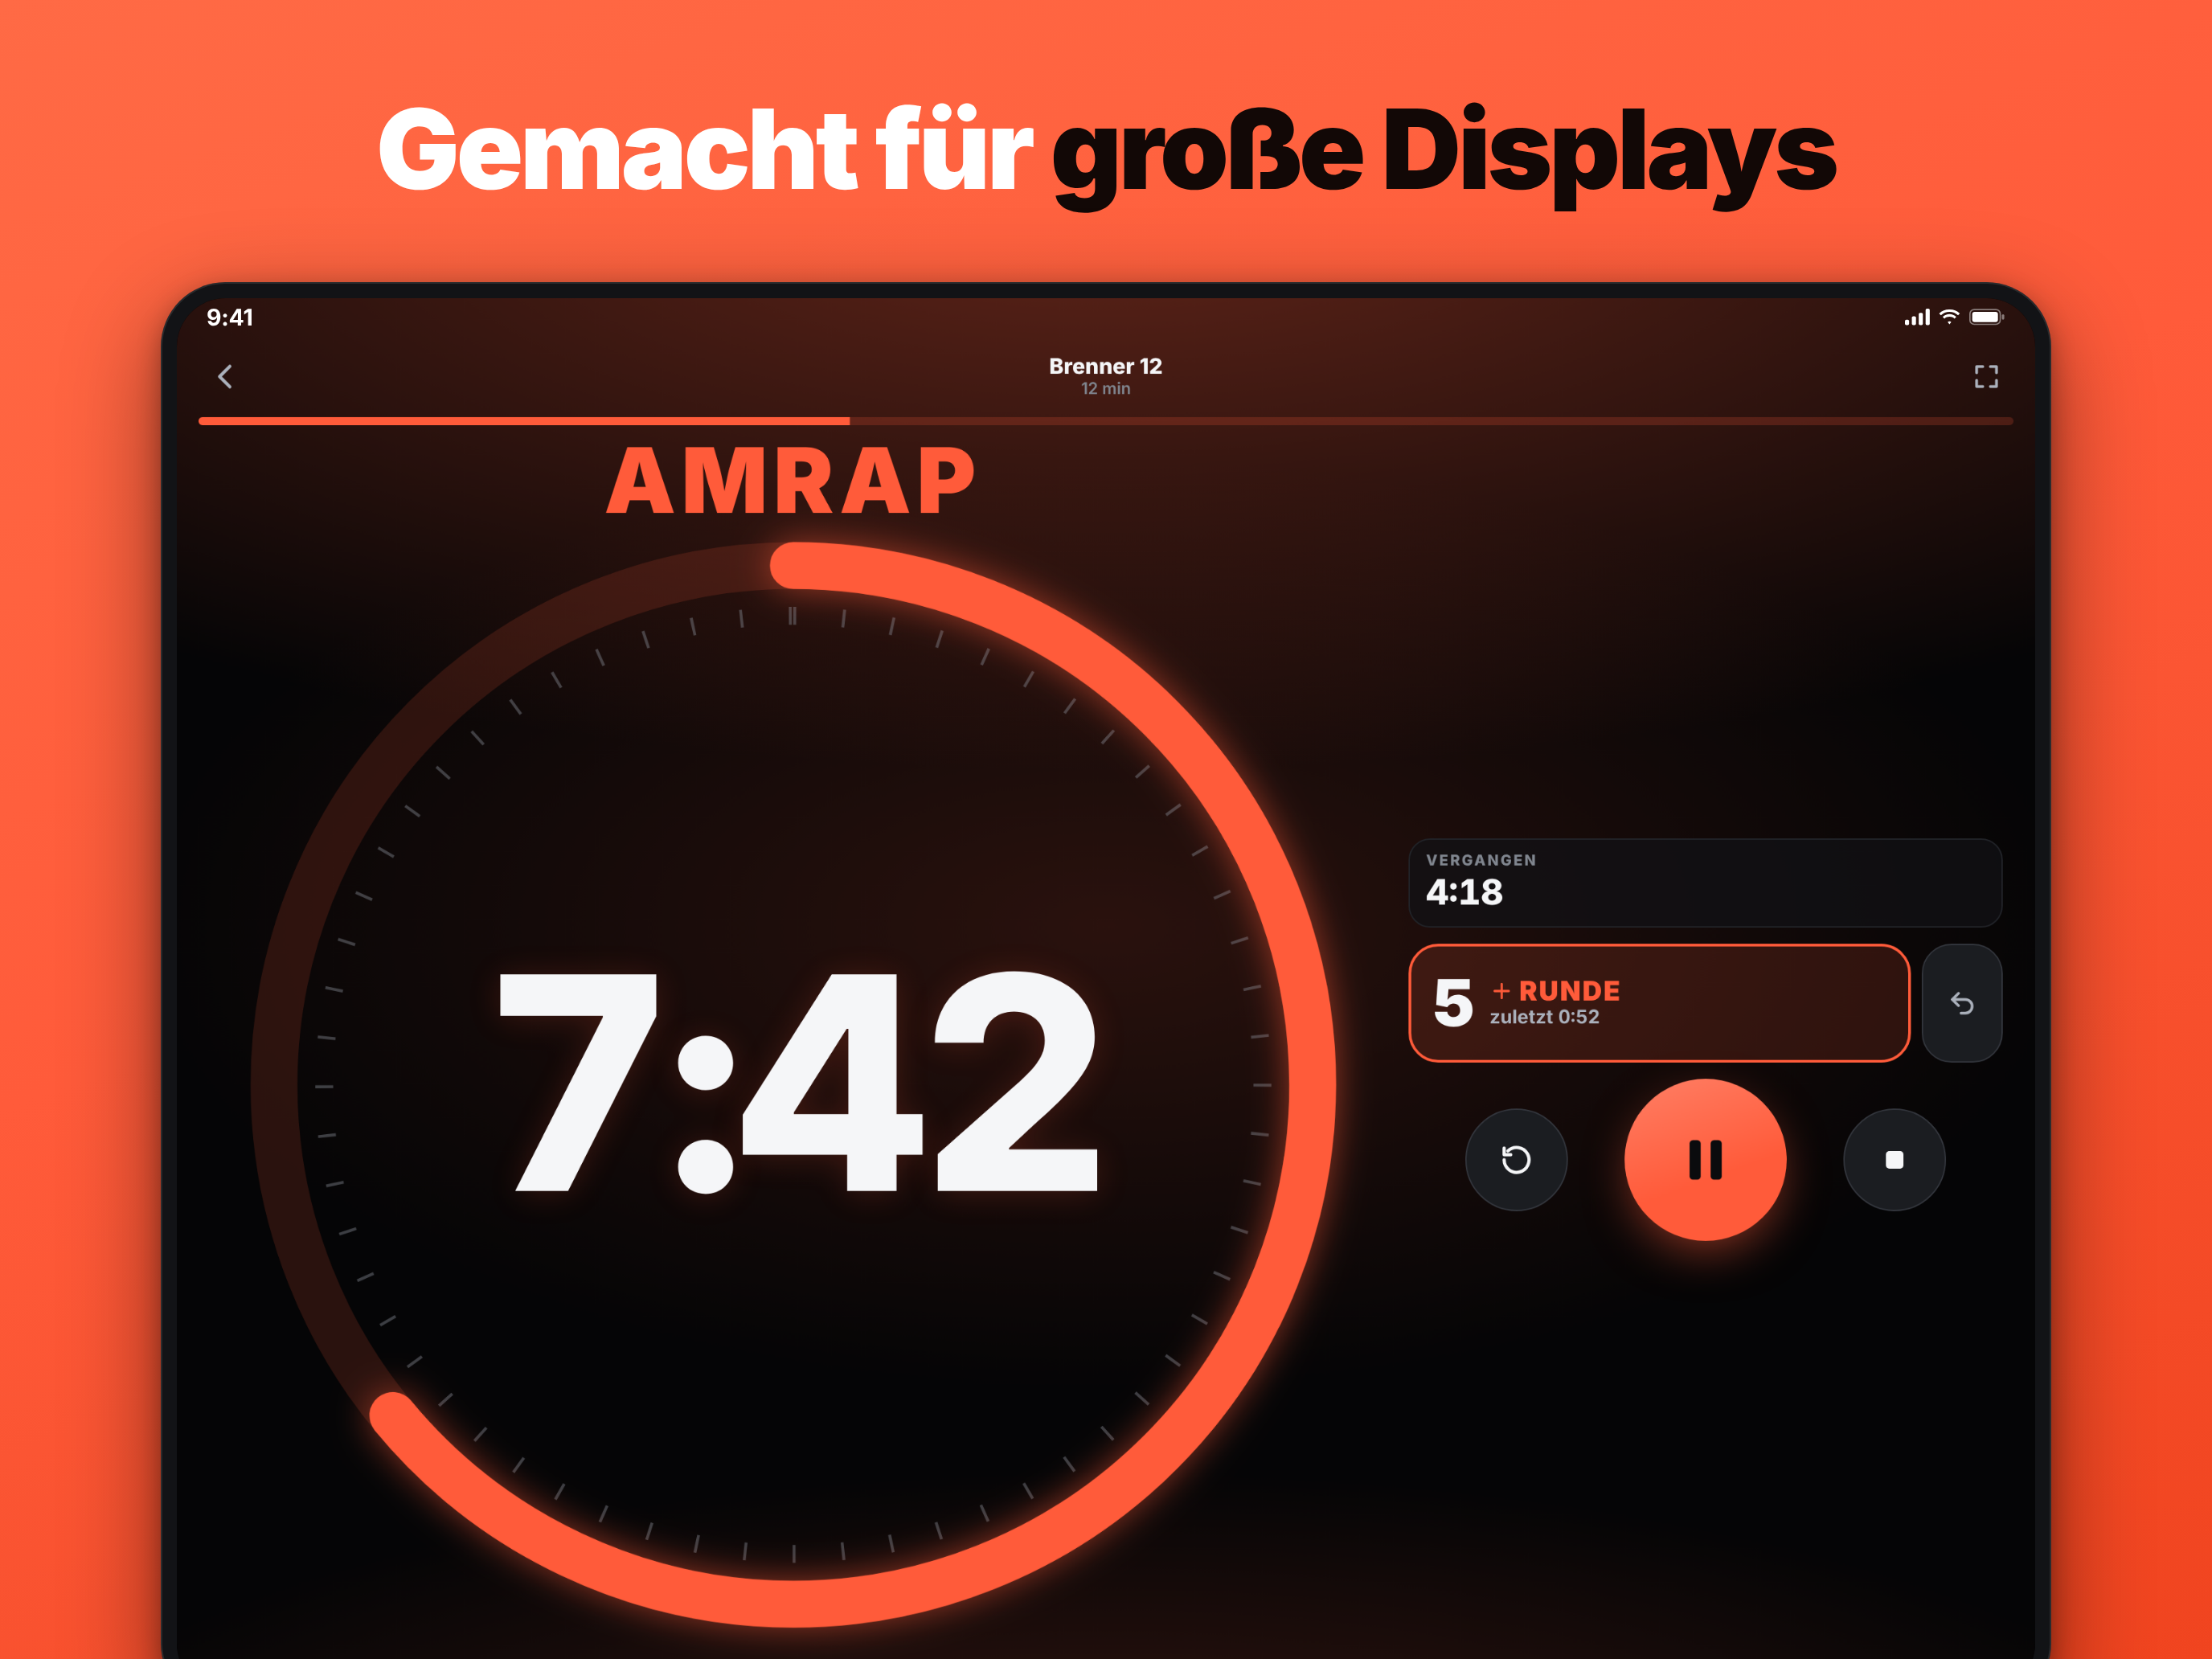 Gemacht für große Displays
9:41
Brenner 12
12 min
AMRAP
7:42
VERGANGEN
4:18
5 + RUNDE
zuletzt 0:52